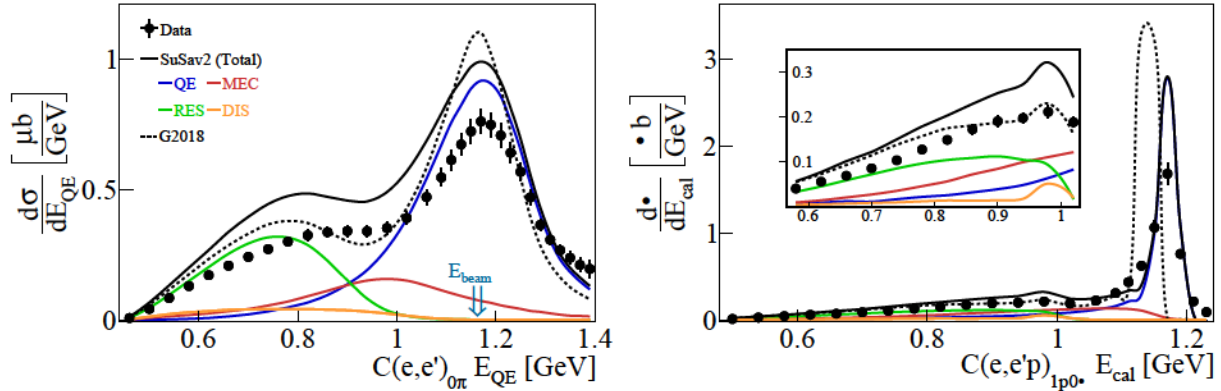 Data
SuSav2 (Total)
QE MEC
RES DIS
G2018
dσ/dE_QE [μb/GeV]
1
0.5
0
E_beam
0.6 0.8 1 1.2 1.4
C(e,e')_0π E_QE [GeV]
d•/dE_cal [• b/GeV]
3
2
1
0
0.3
0.2
0.1
0.6 0.7 0.8 0.9 1
0.6 0.8 1 1.2
C(e,e'p)_1p0• E_cal [GeV]